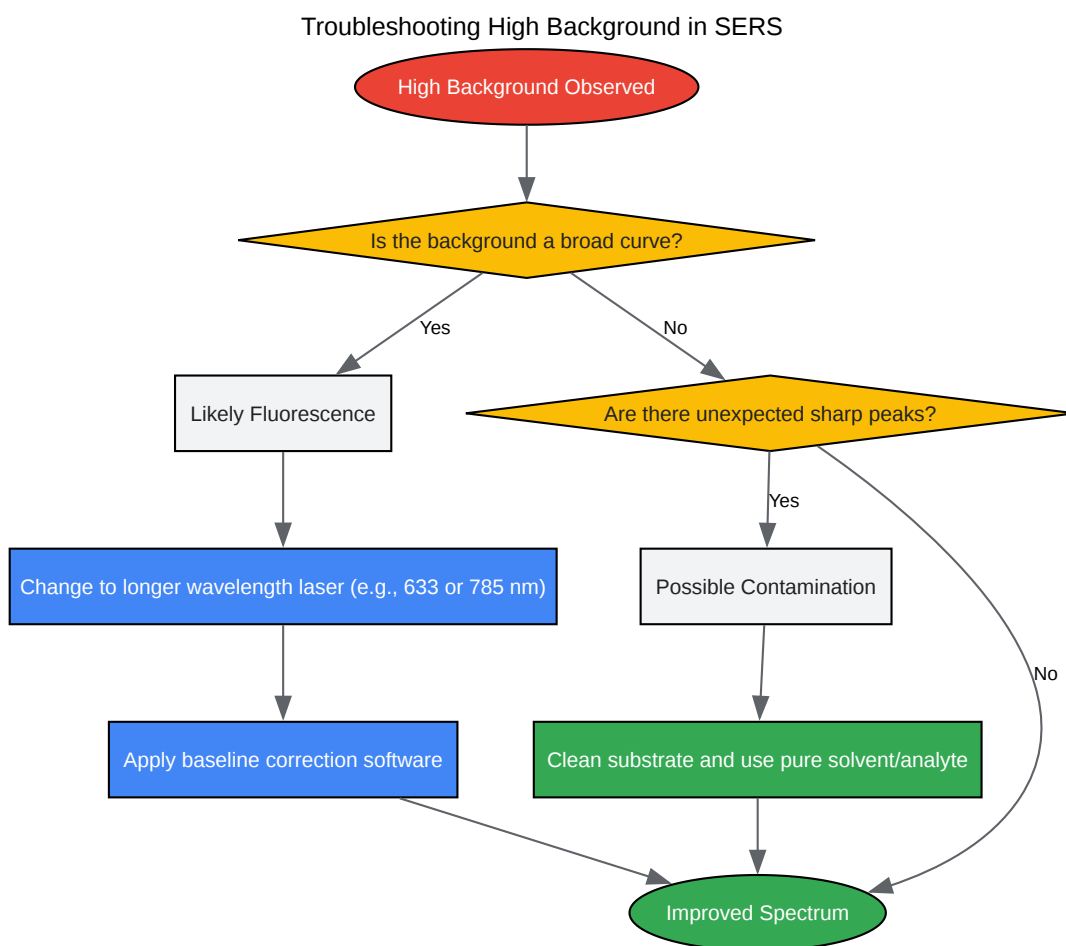 Troubleshooting High Background in SERS
High Background Observed
Is the background a broad curve?
Yes
No
Likely Fluorescence
Are there unexpected sharp peaks?
Yes
Change to longer wavelength laser (e.g., 633 or 785 nm)
Possible Contamination
No
Apply baseline correction software
Clean substrate and use pure solvent/analyte
Improved Spectrum